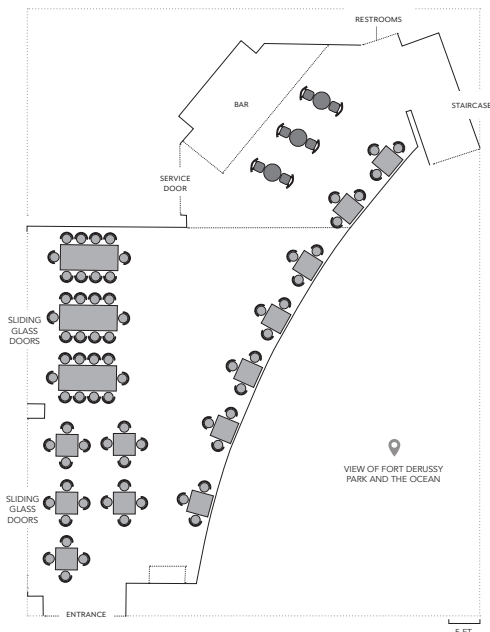 RESTROOMS
BAR
STAIRCASE
SERVICE
DOOR
SLIDING
GLASS
DOORS
VIEW OF FORT DERUSSY
PARK AND THE OCEAN
SLIDING
GLASS
DOORS
ENTRANCE
5 FT